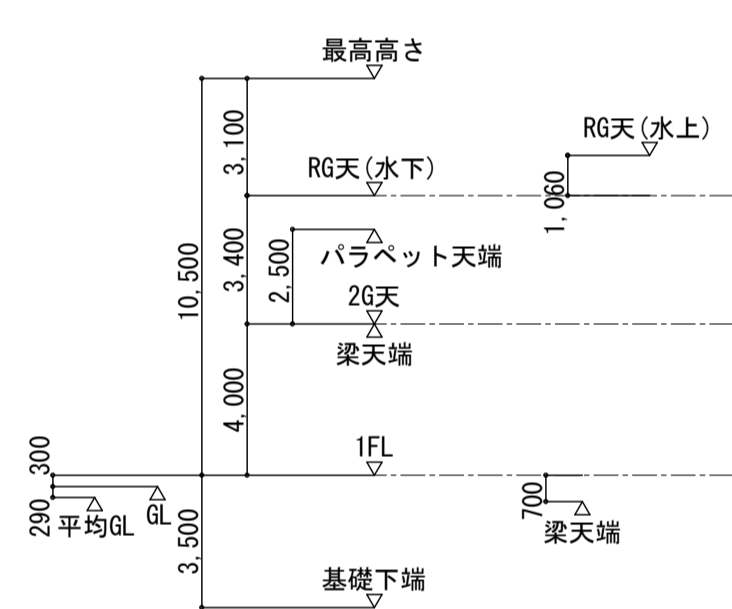 最高高さ
RG天(水上)
3,100
RG天(水下)
1,060
パラペット天端
10,500
3,400
2,500
2G天
梁天端
4,000
1FL
300
290
平均GL
GL
3,500
700
梁天端
基礎下端